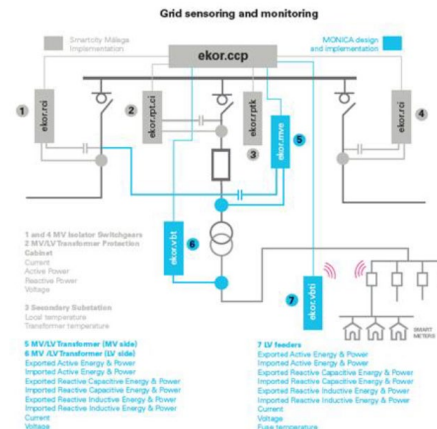 Grid sensoring and monitoring
Smartcity Málaga
Implementation
MONICA design
and implementation
ekor.ccp
1
ekor.rci
2
ekor.rpt.ci
ekor.rptk
3
ekor.mve
5
ekor.rci
4
ekor.vbt
6
ekor.vbti
7
SMART
METERS
1 and 4 MV Isolator Switchgears
2 MV/LV Transformer Protection
Cabinet
Current
Active Power
Reactive Power
Voltage
3 Secondary Substation
Local temperature
Transformer temperature
5 MV/LV Transformer (MV side)
6 MV /LV Transformer (LV side)
Exported Active Energy & Power
Imported Active Energy & Power
Exported Reactive Capacitive Energy & Power
Imported Reactive Capacitive Energy & Power
Exported Reactive Inductive Energy & Power
Imported Reactive Inductive Energy & Power
Current
Voltage
7 LV feeders
Exported Active Energy & Power
Imported Active Energy & Power
Exported Reactive Capacitive Energy & Power
Imported Reactive Capacitive Energy & Power
Exported Reactive Inductive Energy & Power
Imported Reactive Inductive Energy & Power
Current
Voltage
Fuse temperature